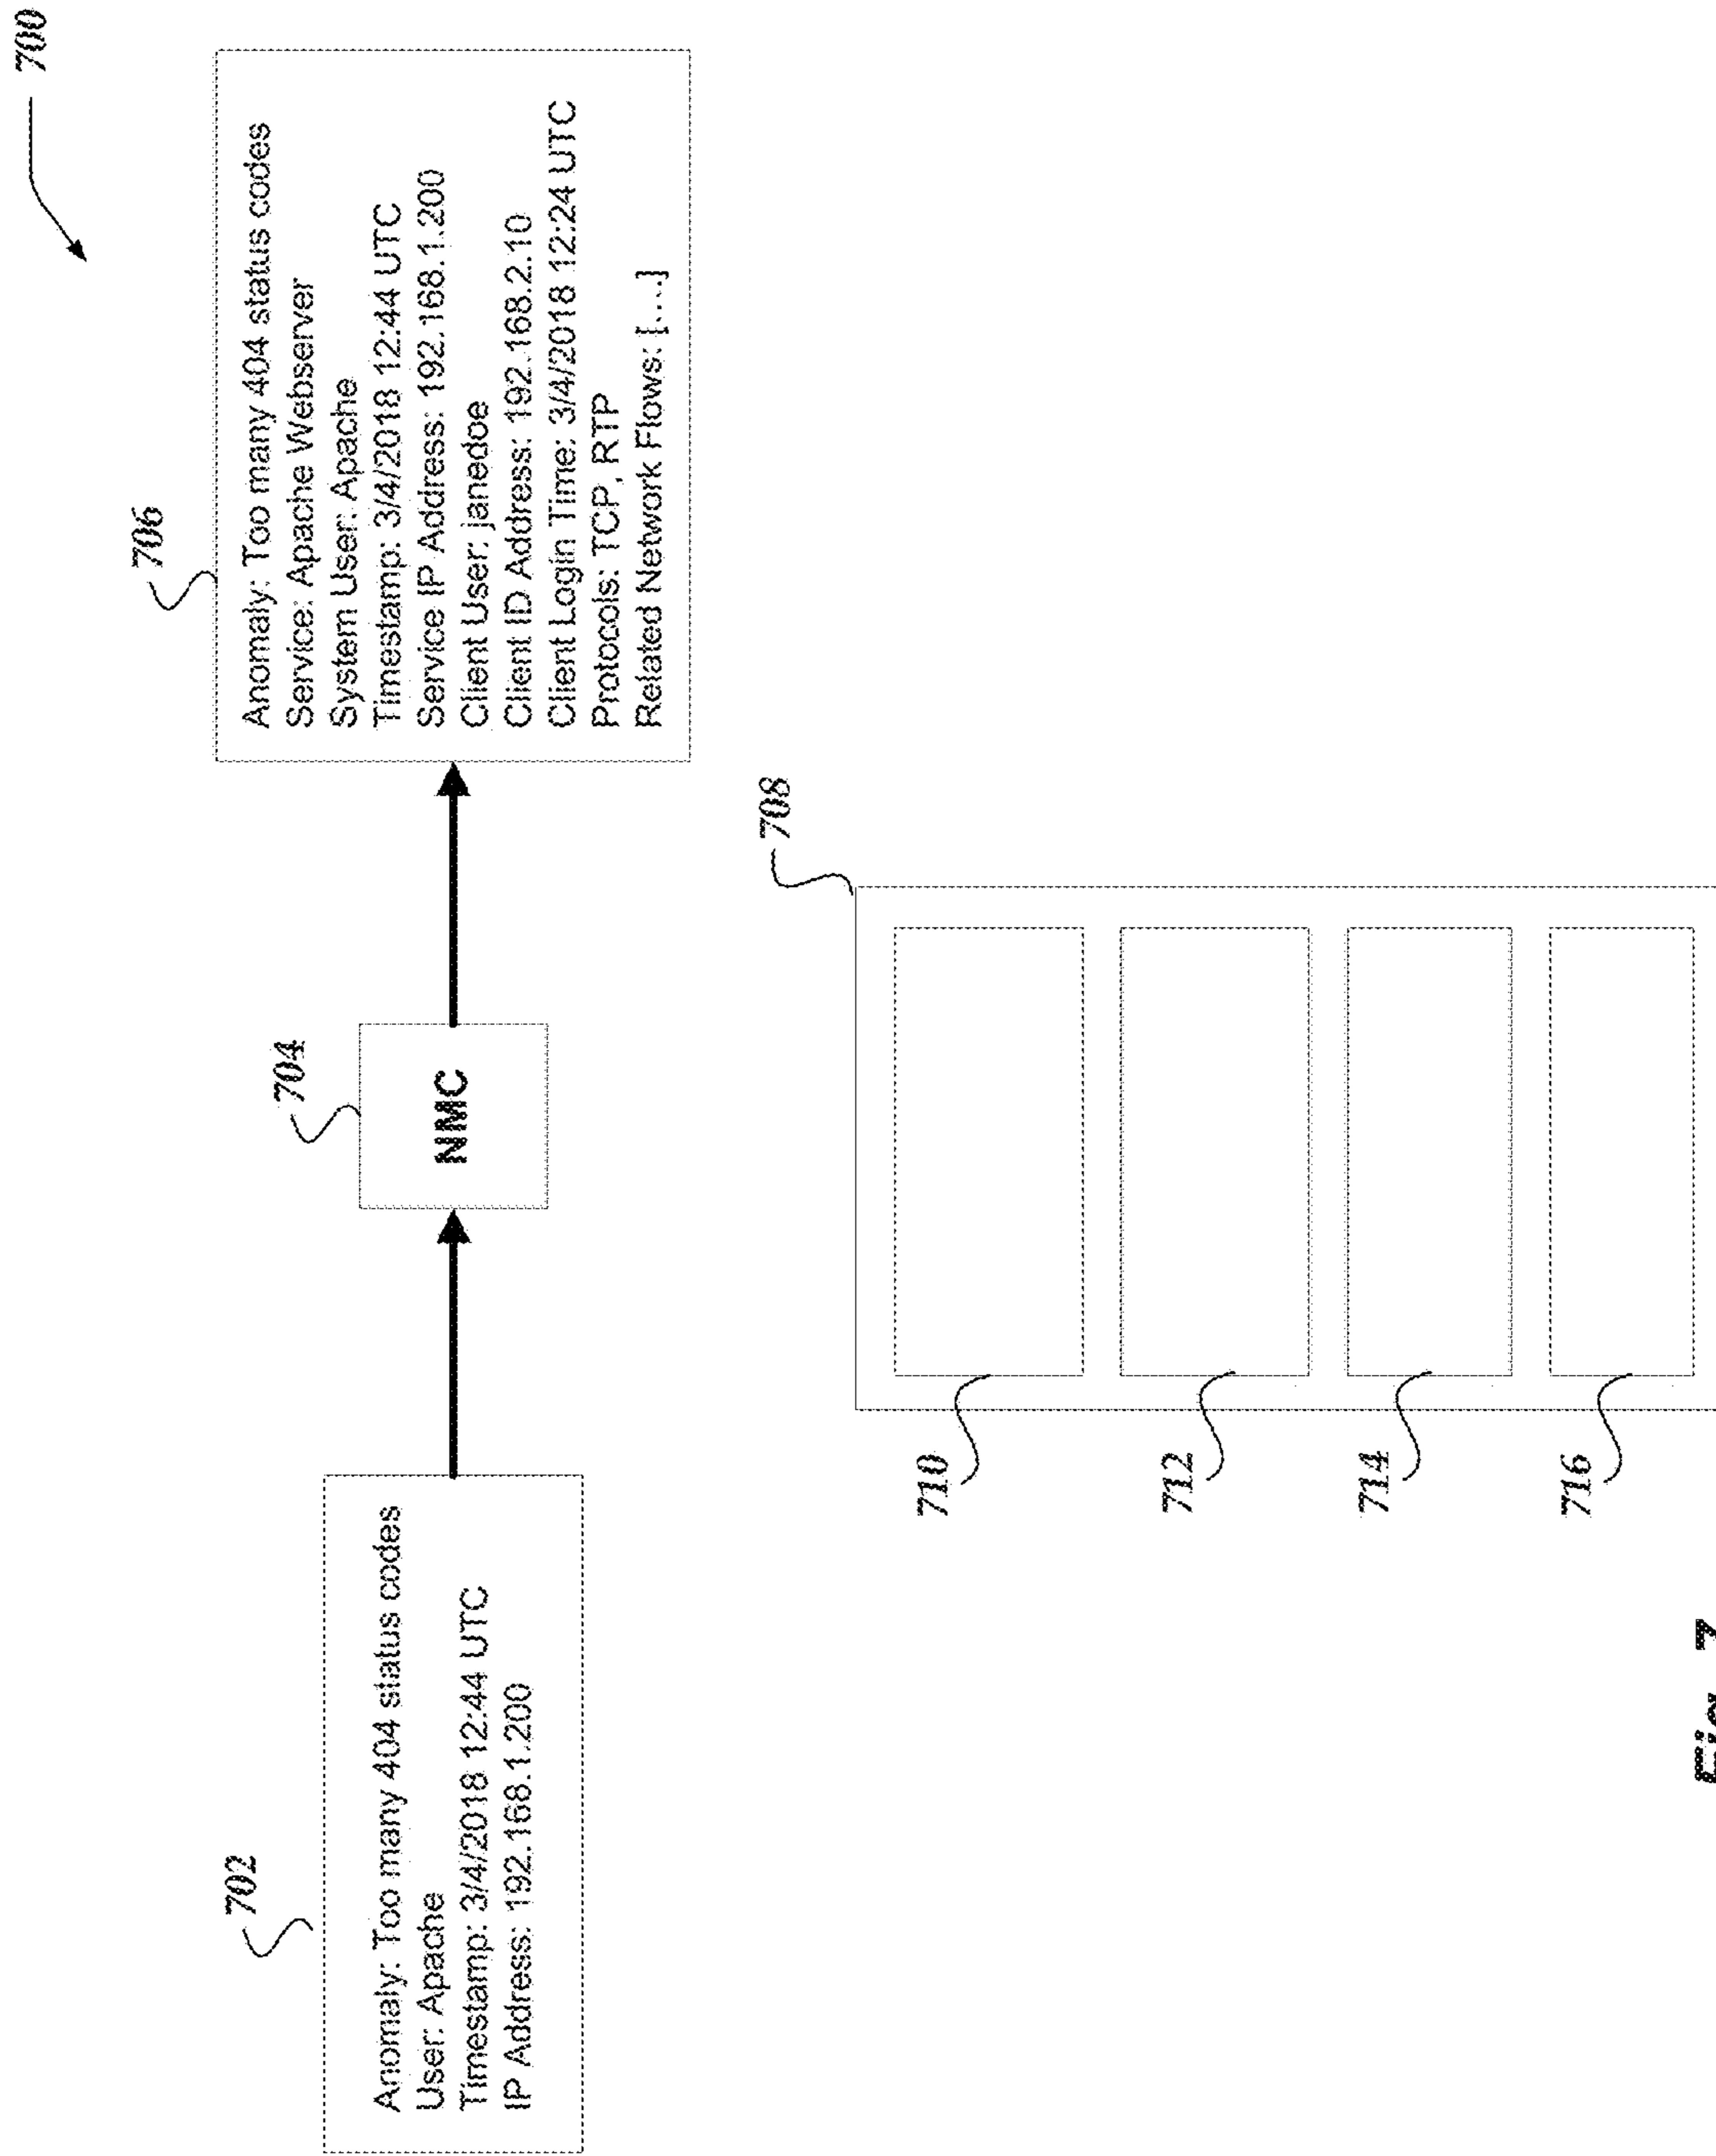 700
702
Anomaly: Too many 404 status codes
User: Apache
Timestamp: 3/4/2018 12:44 UTC
IP Address: 192.168.1.200
704
NMC
706
Anomaly: Too many 404 status codes
Service: Apache Webserver
System User: Apache
Timestamp: 3/4/2018 12:44 UTC
Service IP Address: 192.168.1.200
Client User: janedoe
Client ID Address: 192.168.2.10
Client Login Time: 3/4/2018 12:24 UTC
Protocols: TCP, RTP
Related Network Flows: [....]
708
710
712
714
716
Fig. 7